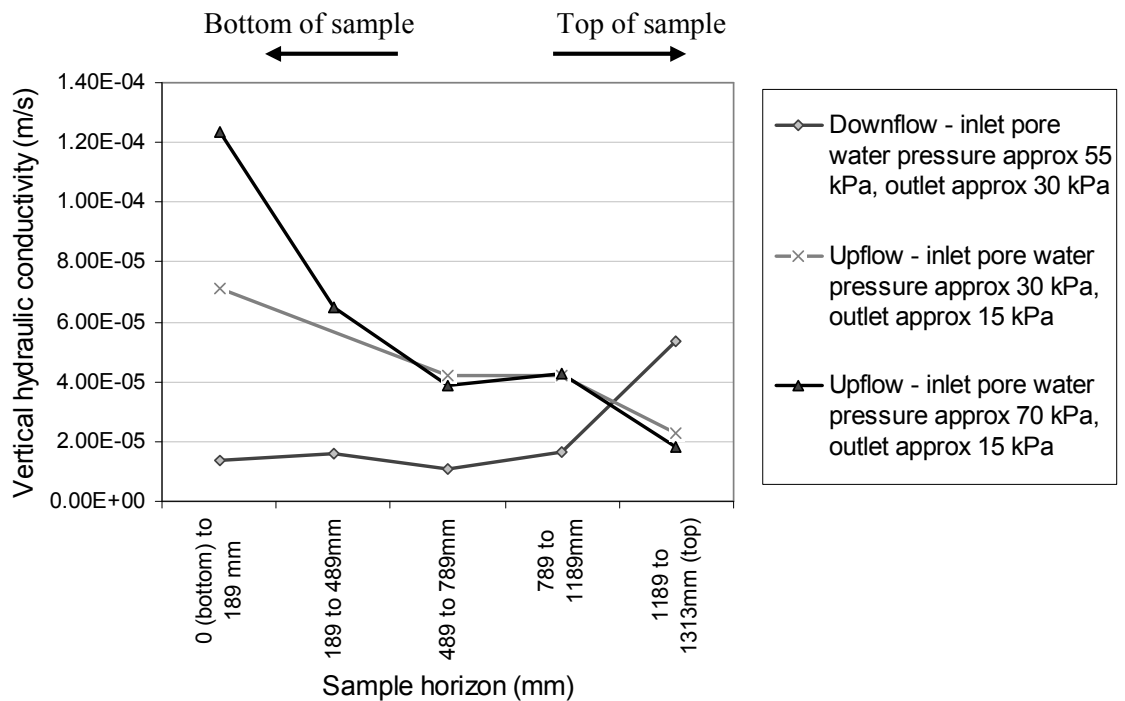 Bottom of sample
Top of sample
Vertical hydraulic conductivity (m/s)
1.40E-04
1.20E-04
1.00E-04
8.00E-05
6.00E-05
4.00E-05
2.00E-05
0.00E+00
0 (bottom) to
189 mm
189 to 489mm
489 to 789mm
789 to
1189mm
1189 to
1313mm (top)
Sample horizon (mm)
Downflow - inlet pore
water pressure approx 55
kPa, outlet approx 30 kPa
Upflow - inlet pore water
pressure approx 30 kPa,
outlet approx 15 kPa
Upflow - inlet pore water
pressure approx 70 kPa,
outlet approx 15 kPa